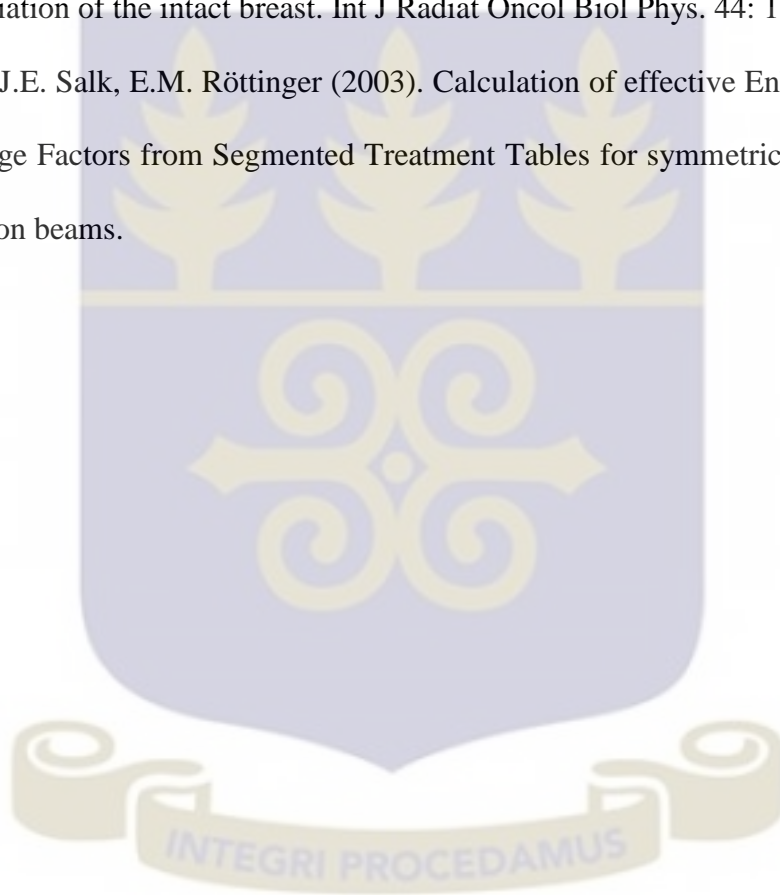 iation of the intact breast. Int J Radiat Oncol Biol Phys. 44: 1
J.E. Salk, E.M. Röttinger (2003). Calculation of effective En
ge Factors from Segmented Treatment Tables for symmetric
on beams.
INTEGRI PROCEDAMUS